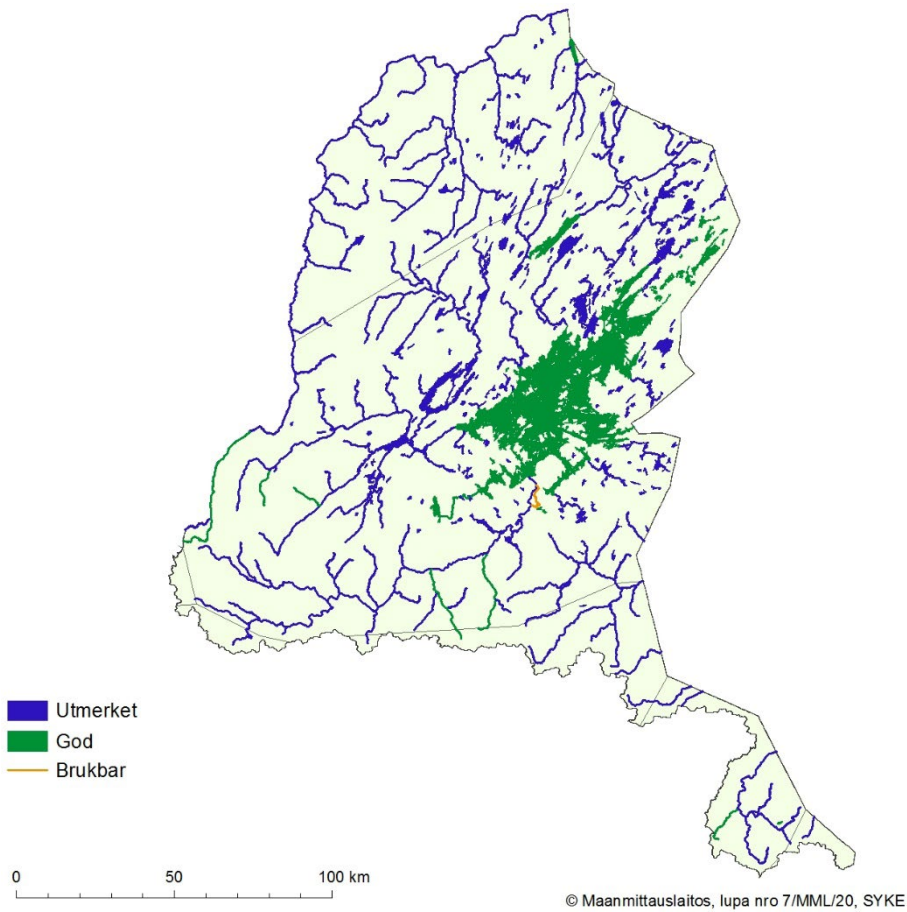 Utmerket
God
Brukbar
0 50 100 km
© Maanmittauslaitos, lupa nro 7/MML/20, SYKE